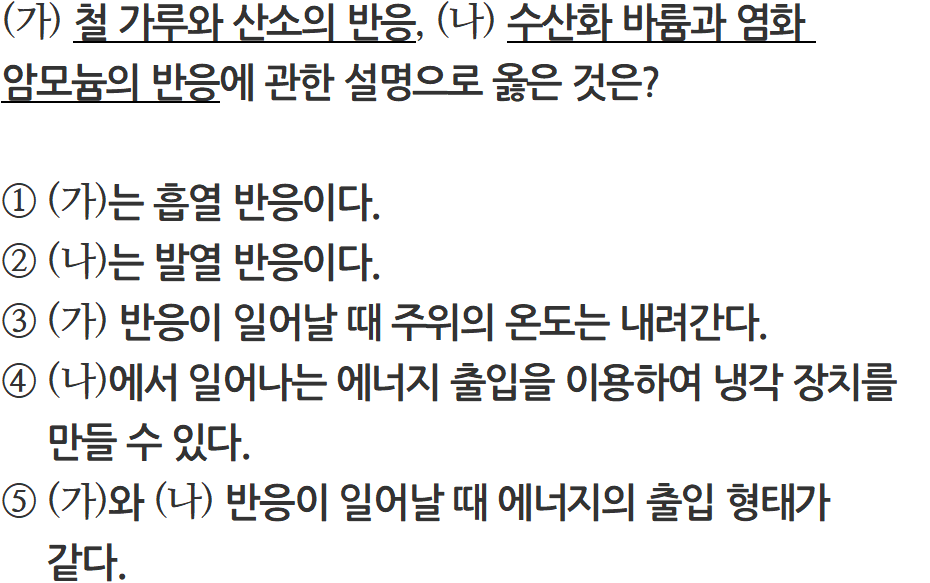 (가) 철 가루와 산소의 반응, (나) 수산화 바륨과 염화
암모늄의 반응에 관한 설명으로 옳은 것은?
① (가)는 흡열 반응이다.
② (나)는 발열 반응이다.
③ (가) 반응이 일어날 때 주위의 온도는 내려간다.
④ (나)에서 일어나는 에너지 출입을 이용하여 냉각 장치를
만들 수 있다.
⑤ (가)와 (나) 반응이 일어날 때 에너지의 출입 형태가
같다.